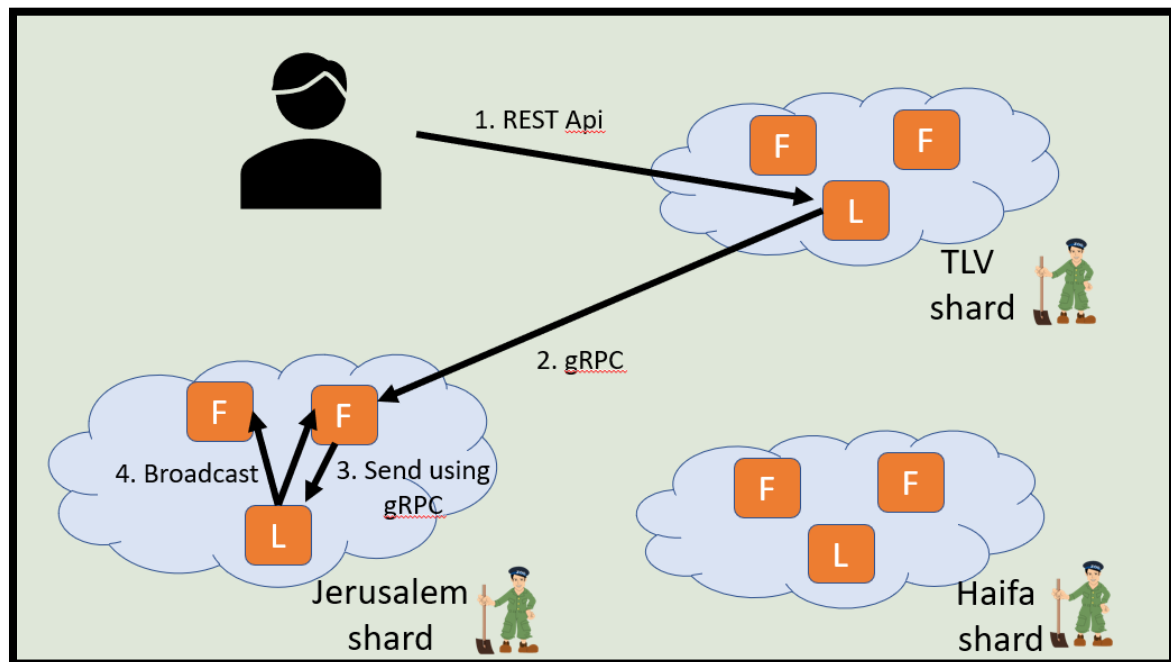 1. REST Api
F
F
L
TLV
shard
2. gRPC
F
F
4. Broadcast
3. Send using
gRPC
L
Jerusalem
shard
F
F
L
Haifa
shard